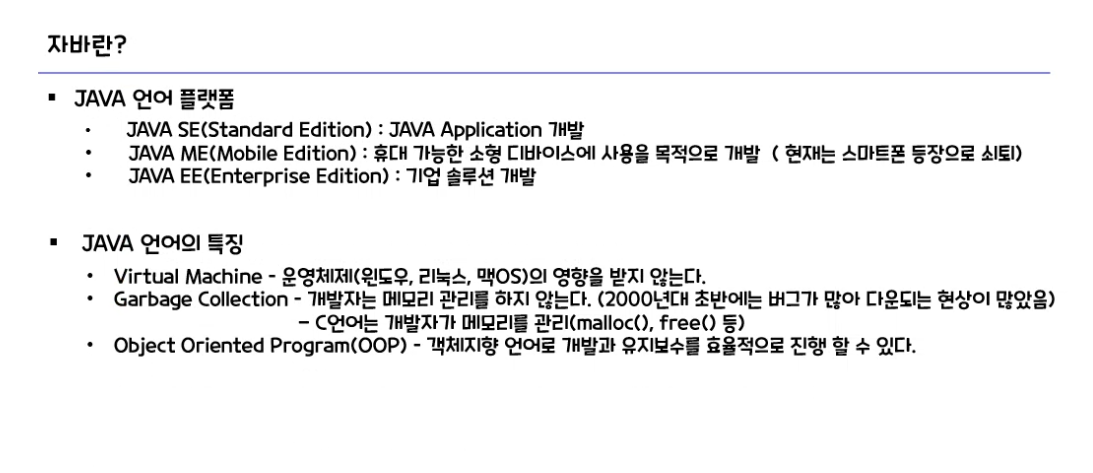 자바란?
▪ JAVA 언어 플랫폼
• JAVA SE(Standard Edition) : JAVA Application 개발
• JAVA ME(Mobile Edition) : 휴대 가능한 소형 디바이스에 사용을 목적으로 개발 ( 현재는 스마트폰 등장으로 쇠퇴)
• JAVA EE(Enterprise Edition) : 기업 솔루션 개발
▪ JAVA 언어의 특징
• Virtual Machine - 운영체제(윈도우, 리눅스, 맥OS)의 영향을 받지 않는다.
• Garbage Collection - 개발자는 메모리 관리를 하지 않는다. (2000년대 초반에는 버그가 많아 다운되는 현상이 많았음)
– C언어는 개발자가 메모리를 관리(malloc(), free() 등)
• Object Oriented Program(OOP) - 객체지향 언어로 개발과 유지보수를 효율적으로 진행 할 수 있다.